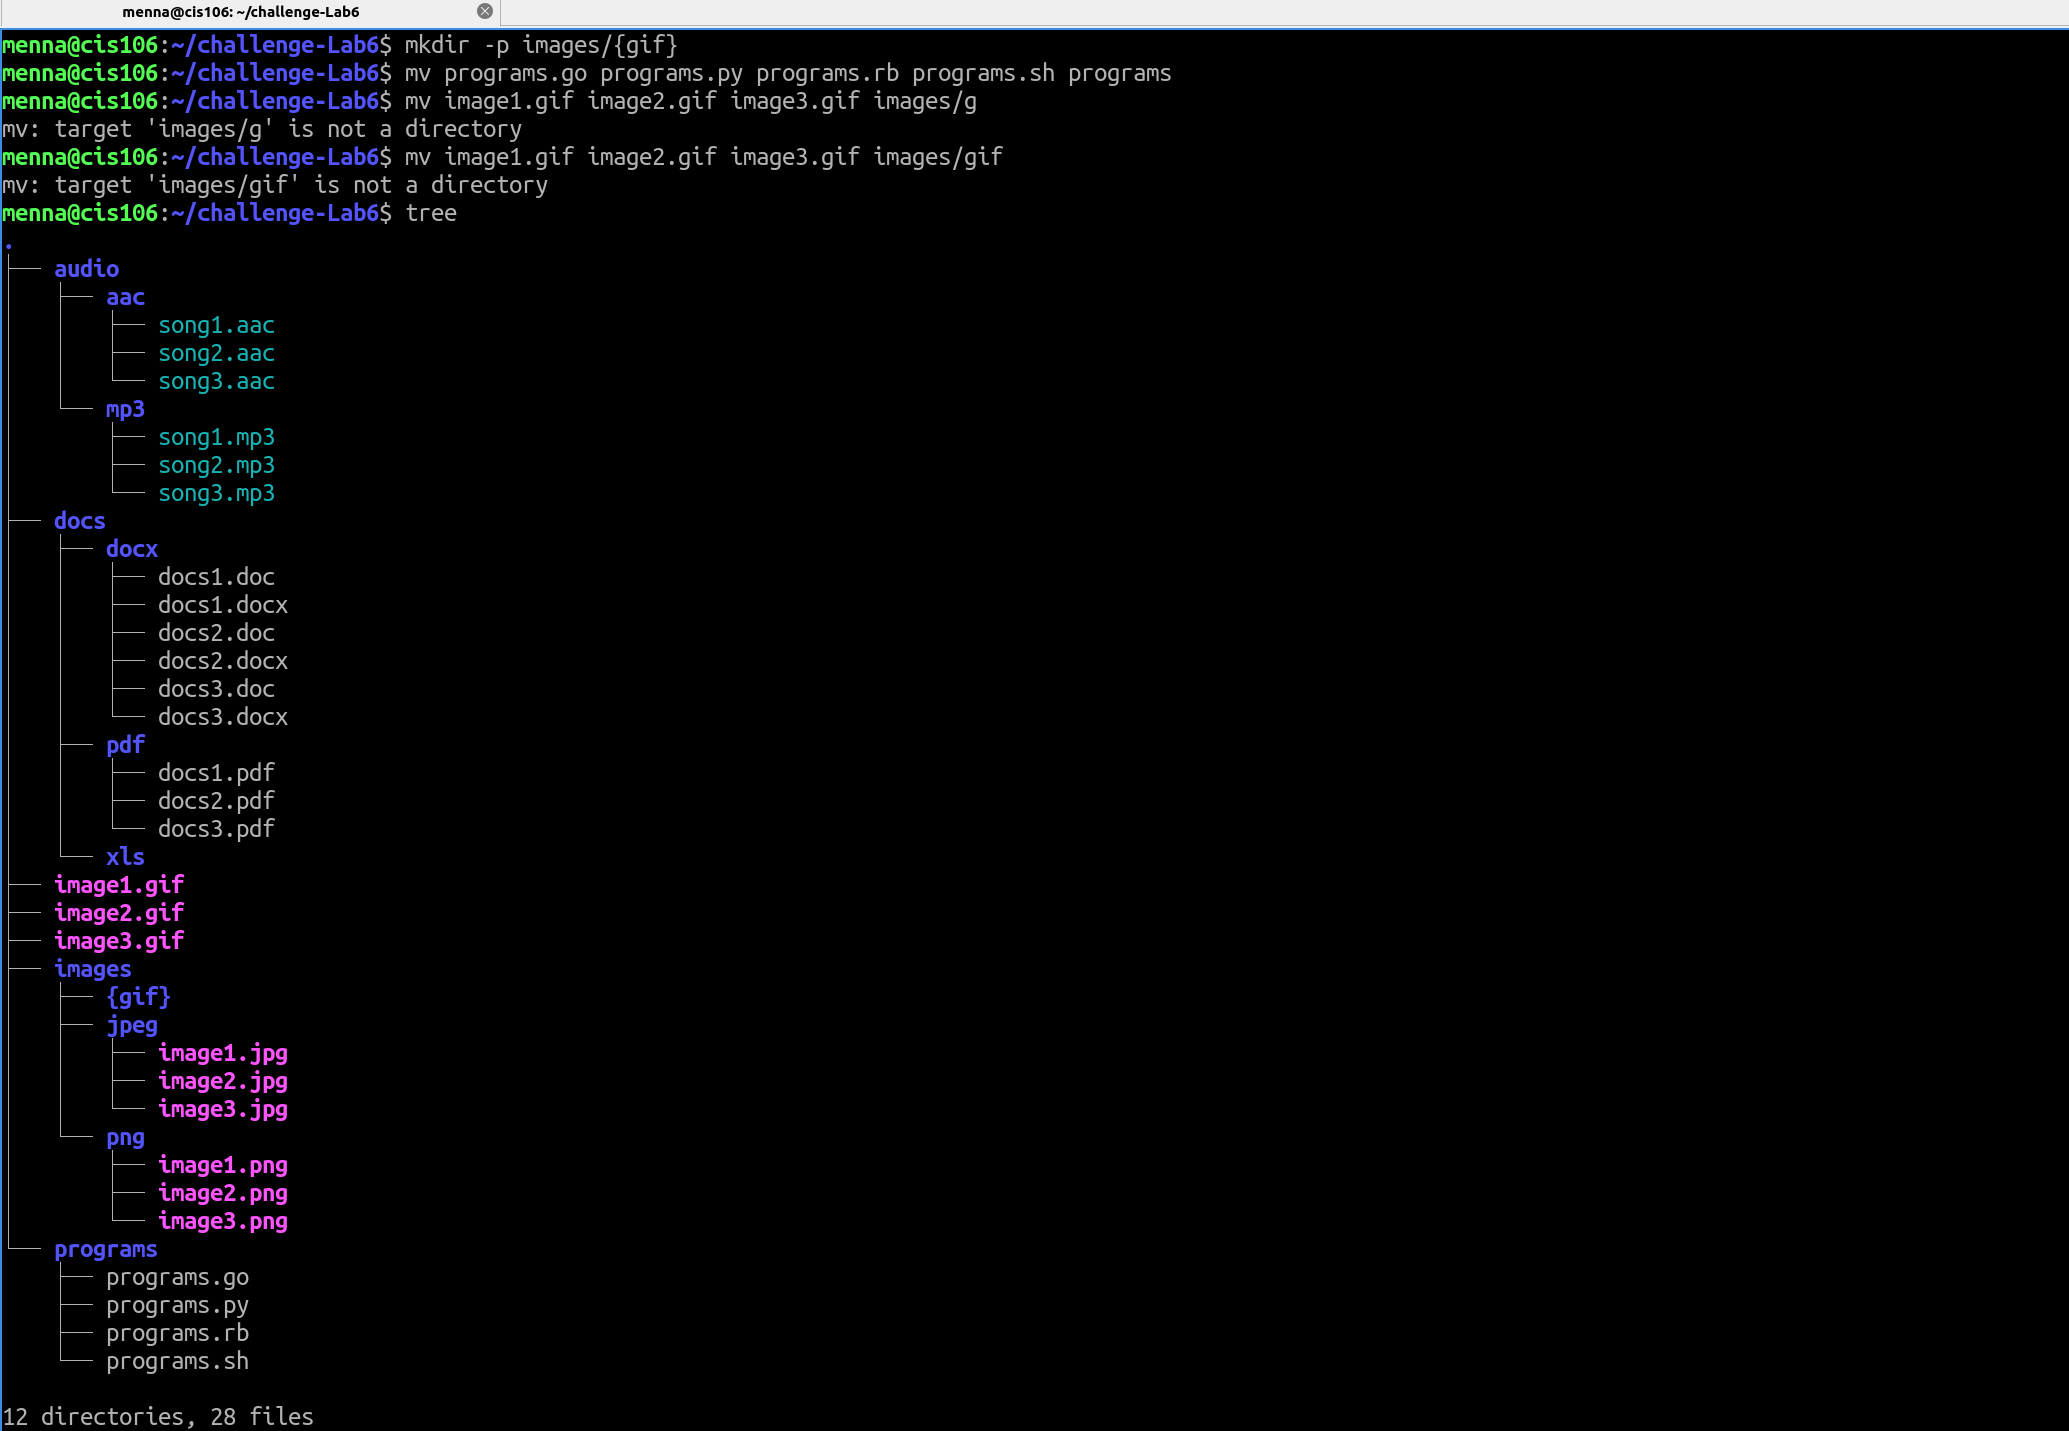 menna@cis106: ~/challenge-Lab6
menna@cis106:~/challenge-Lab6$ mkdir -p images/{gif}
menna@cis106:~/challenge-Lab6$ mv programs.go programs.py programs.rb programs.sh programs
menna@cis106:~/challenge-Lab6$ mv image1.gif image2.gif image3.gif images/g
mv: target 'images/g' is not a directory
menna@cis106:~/challenge-Lab6$ mv image1.gif image2.gif image3.gif images/gif
mv: target 'images/gif' is not a directory
menna@cis106:~/challenge-Lab6$ tree
.
├── audio
│   ├── aac
│   │   ├── song1.aac
│   │   ├── song2.aac
│   │   └── song3.aac
│   └── mp3
│       ├── song1.mp3
│       ├── song2.mp3
│       └── song3.mp3
├── docs
│   ├── docx
│   │   ├── docs1.doc
│   │   ├── docs1.docx
│   │   ├── docs2.doc
│   │   ├── docs2.docx
│   │   ├── docs3.doc
│   │   └── docs3.docx
│   ├── pdf
│   │   ├── docs1.pdf
│   │   ├── docs2.pdf
│   │   └── docs3.pdf
│   └── xls
├── image1.gif
├── image2.gif
├── image3.gif
├── images
│   ├── {gif}
│   ├── jpeg
│   │   ├── image1.jpg
│   │   ├── image2.jpg
│   │   └── image3.jpg
│   └── png
│       ├── image1.png
│       ├── image2.png
│       └── image3.png
└── programs
    ├── programs.go
    ├── programs.py
    ├── programs.rb
    └── programs.sh
12 directories, 28 files